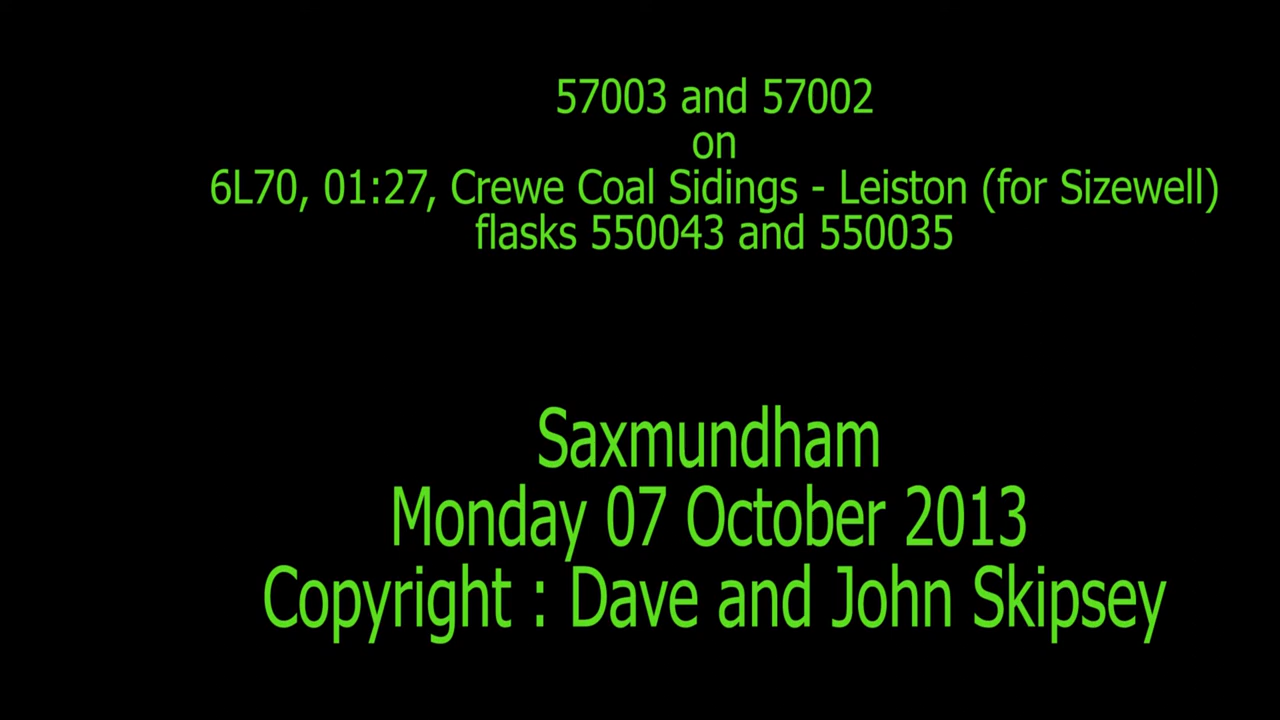 57003 and 57002
on
6L70, 01:27, Crewe Coal Sidings - Leiston (for Sizewell)
flasks 550043 and 550035
Saxmundham
Monday 07 October 2013
Copyright : Dave and John Skipsey